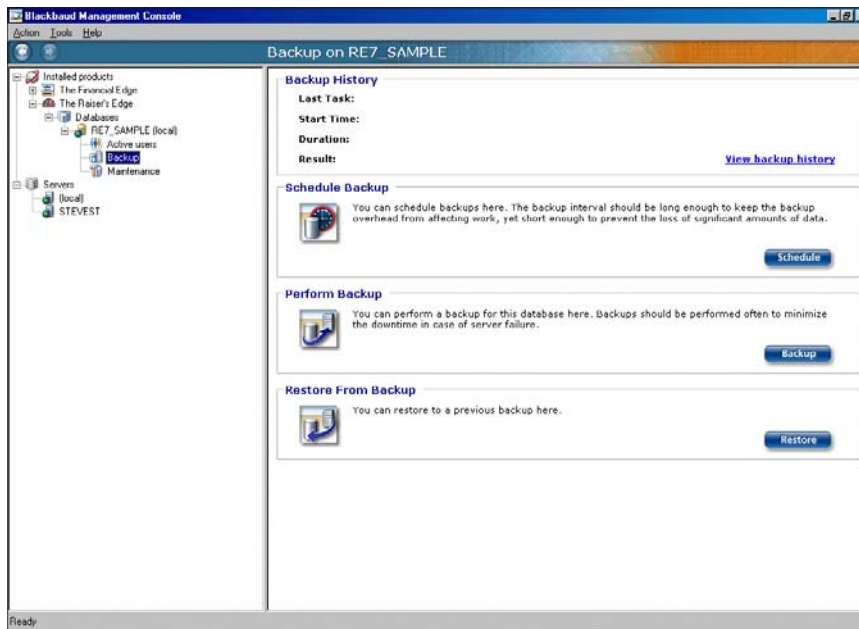 Blackbaud Management Console
Action Tools Help
Backup on RE7_SAMPLE
Installed products
The Financial Edge
The Raiser's Edge
Databases
RE7_SAMPLE (local)
Active users
Backup
Maintenance
Servers
(local)
STEVEST
Backup History
Last Task:
Start Time:
Duration:
Result:
View backup history
Schedule Backup
You can schedule backups here. The backup interval should be long enough to keep the backup
overhead from affecting work, yet short enough to prevent the loss of significant amounts of data.
Schedule
Perform Backup
You can perform a backup for this database here. Backups should be performed often to minimize
the downtime in case of server failure.
Backup
Restore From Backup
You can restore to a previous backup here.
Restore
Ready